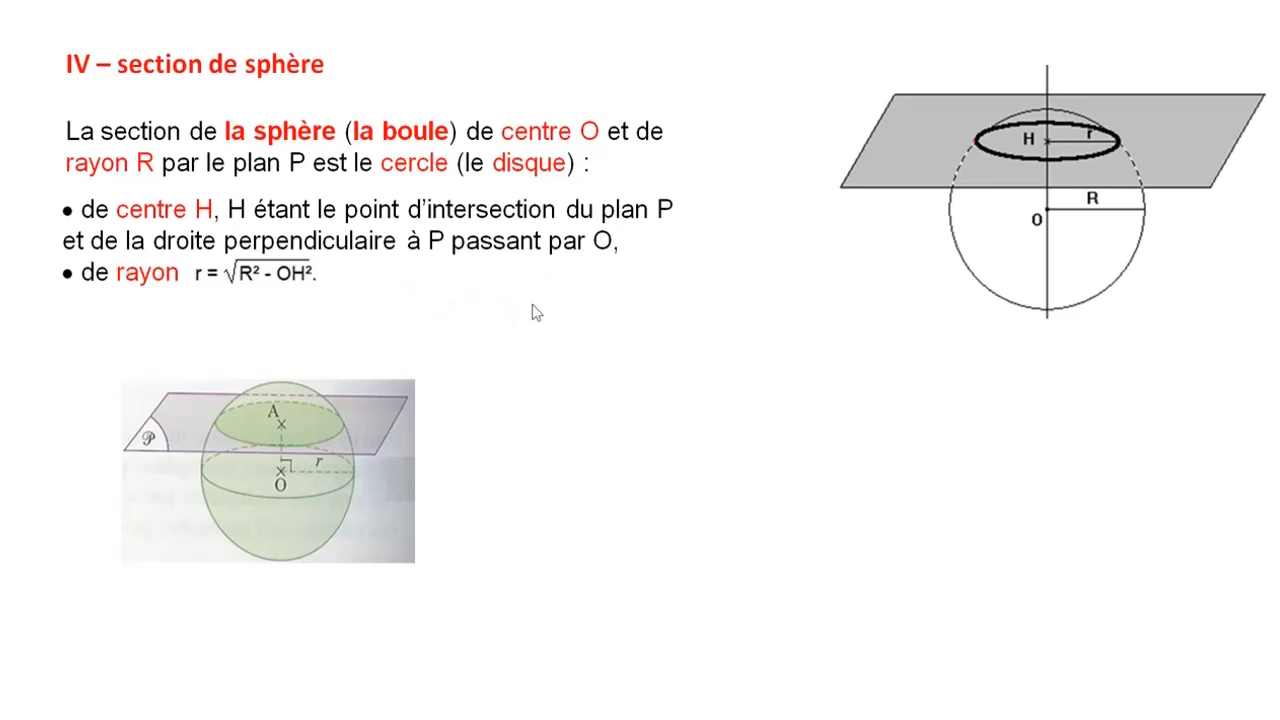 IV – section de sphère
La section de la sphère (la boule) de centre O et de
rayon R par le plan P est le cercle (le disque) :
• de centre H, H étant le point d’intersection du plan P
et de la droite perpendiculaire à P passant par O,
• de rayon r = √R² - OH².
H r
R
O
A
𝒫
r
O